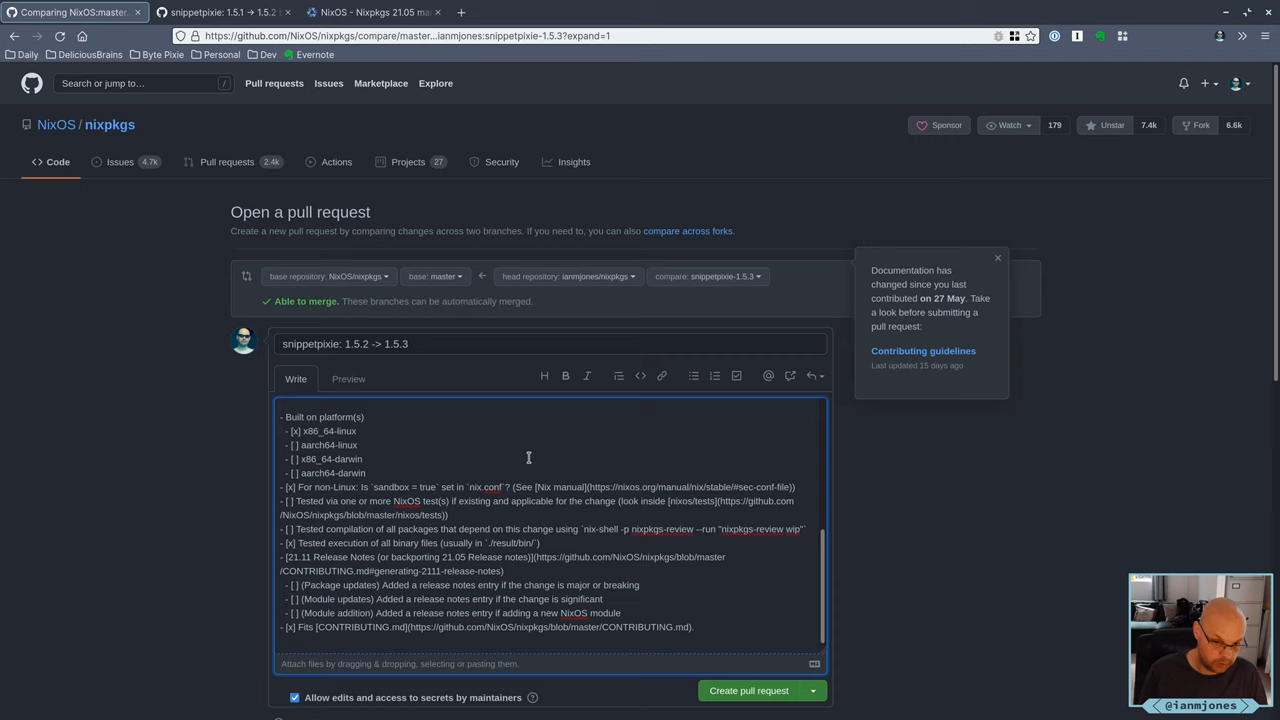 Comparing NixOS:master.
snippetpixie: 1.5.1 → 1.5.2
NixOS - Nixpkgs 21.05 ma
https://github.com/NixOS/nixpkgs/compare/master...ianmjones:snippetpixie-1.5.3?expand=1
Daily
DeliciousBrains
Byte Pixie
Personal
Dev
Evernote
Search or jump to…
/
Pull requests
Issues
Marketplace
Explore
NixOS / nixpkgs
Sponsor
Watch
179
Unstar
7.4k
Fork
6.6k
Code
Issues 4.7k
Pull requests 2.4k
Actions
Projects 27
Security
Insights
Open a pull request
Create a new pull request by comparing changes across two branches. If you need to, you can also compare across forks.
base repository: NixOS/nixpkgs
base: master
head repository: ianmjones/nixpkgs
compare: snippetpixie-1.5.3
Able to merge. These branches can be automatically merged.
Documentation has
changed since you last
contributed on 27 May. Take
a look before submitting a
pull request:
Contributing guidelines
Last updated 15 days ago
snippetpixie: 1.5.2 -> 1.5.3
Write
Preview
- Built on platform(s)
- [x] x86_64-linux
- [ ] aarch64-linux
- [ ] x86_64-darwin
- [ ] aarch64-darwin
- [x] For non-Linux: Is `sandbox = true` set in `nix.conf`? (See [Nix manual](https://nixos.org/manual/nix/stable/#sec-conf-file))
- [ ] Tested via one or more NixOS test(s) if existing and applicable for the change (look inside [nixos/tests](https://github.com
/NixOS/nixpkgs/blob/master/nixos/tests))
- [ ] Tested compilation of all packages that depend on this change using `nix-shell -p nixpkgs-review --run "nixpkgs-review wip"`
- [x] Tested execution of all binary files (usually in `./result/bin/`)
- [21.11 Release Notes (or backporting 21.05 Release notes)](https://github.com/NixOS/nixpkgs/blob/master
/CONTRIBUTING.md#generating-2111-release-notes)
- [ ] (Package updates) Added a release notes entry if the change is major or breaking
- [ ] (Module updates) Added a release notes entry if the change is significant
- [ ] (Module addition) Added a release notes entry if adding a new NixOS module
- [x] Fits [CONTRIBUTING.md](https://github.com/NixOS/nixpkgs/blob/master/CONTRIBUTING.md).
Attach files by dragging & dropping, selecting or pasting them.
Allow edits and access to secrets by maintainers
Create pull request
@ianmjones